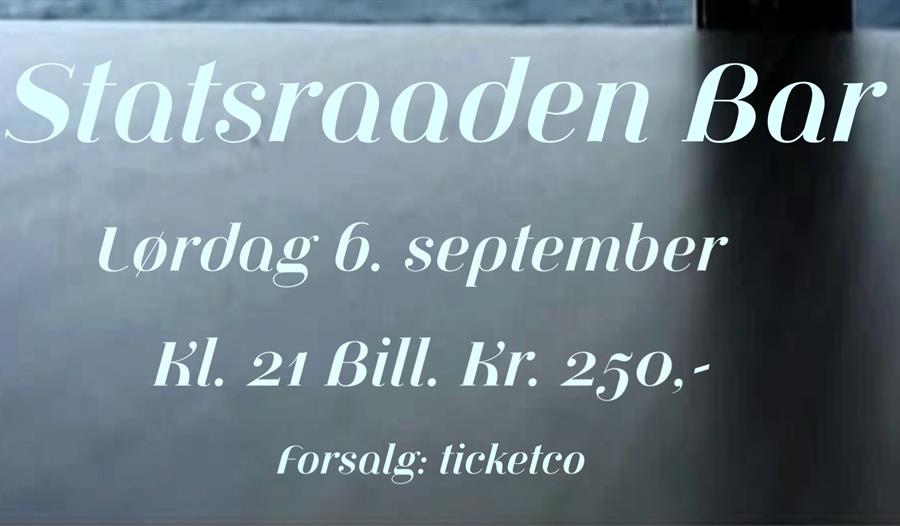 Statsraaden Bar
Lørdag 6. september
Kl. 21 Bill. Kr. 250,-
forsalg: ticketco